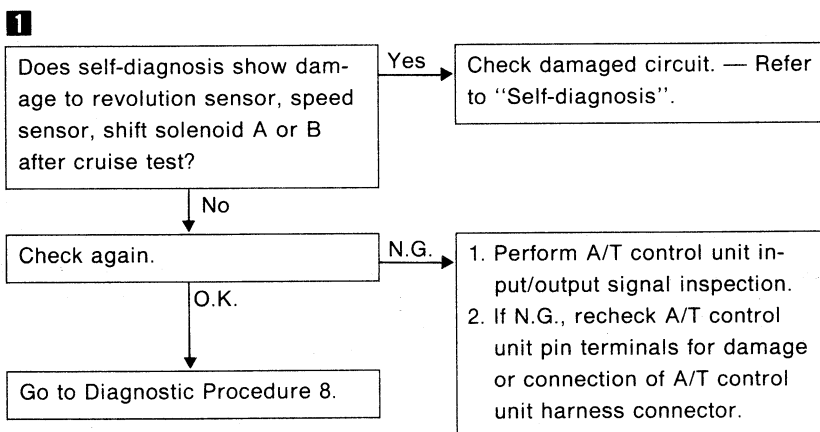 1
Does self-diagnosis show dam-
age to revolution sensor, speed
sensor, shift solenoid A or B
after cruise test?
Yes
Check damaged circuit. — Refer
to ‘‘Self-diagnosis’’.
No
Check again.
N.G.
1. Perform A/T control unit in-
put/output signal inspection.
2. If N.G., recheck A/T control
unit pin terminals for damage
or connection of A/T control
unit harness connector.
O.K.
Go to Diagnostic Procedure 8.